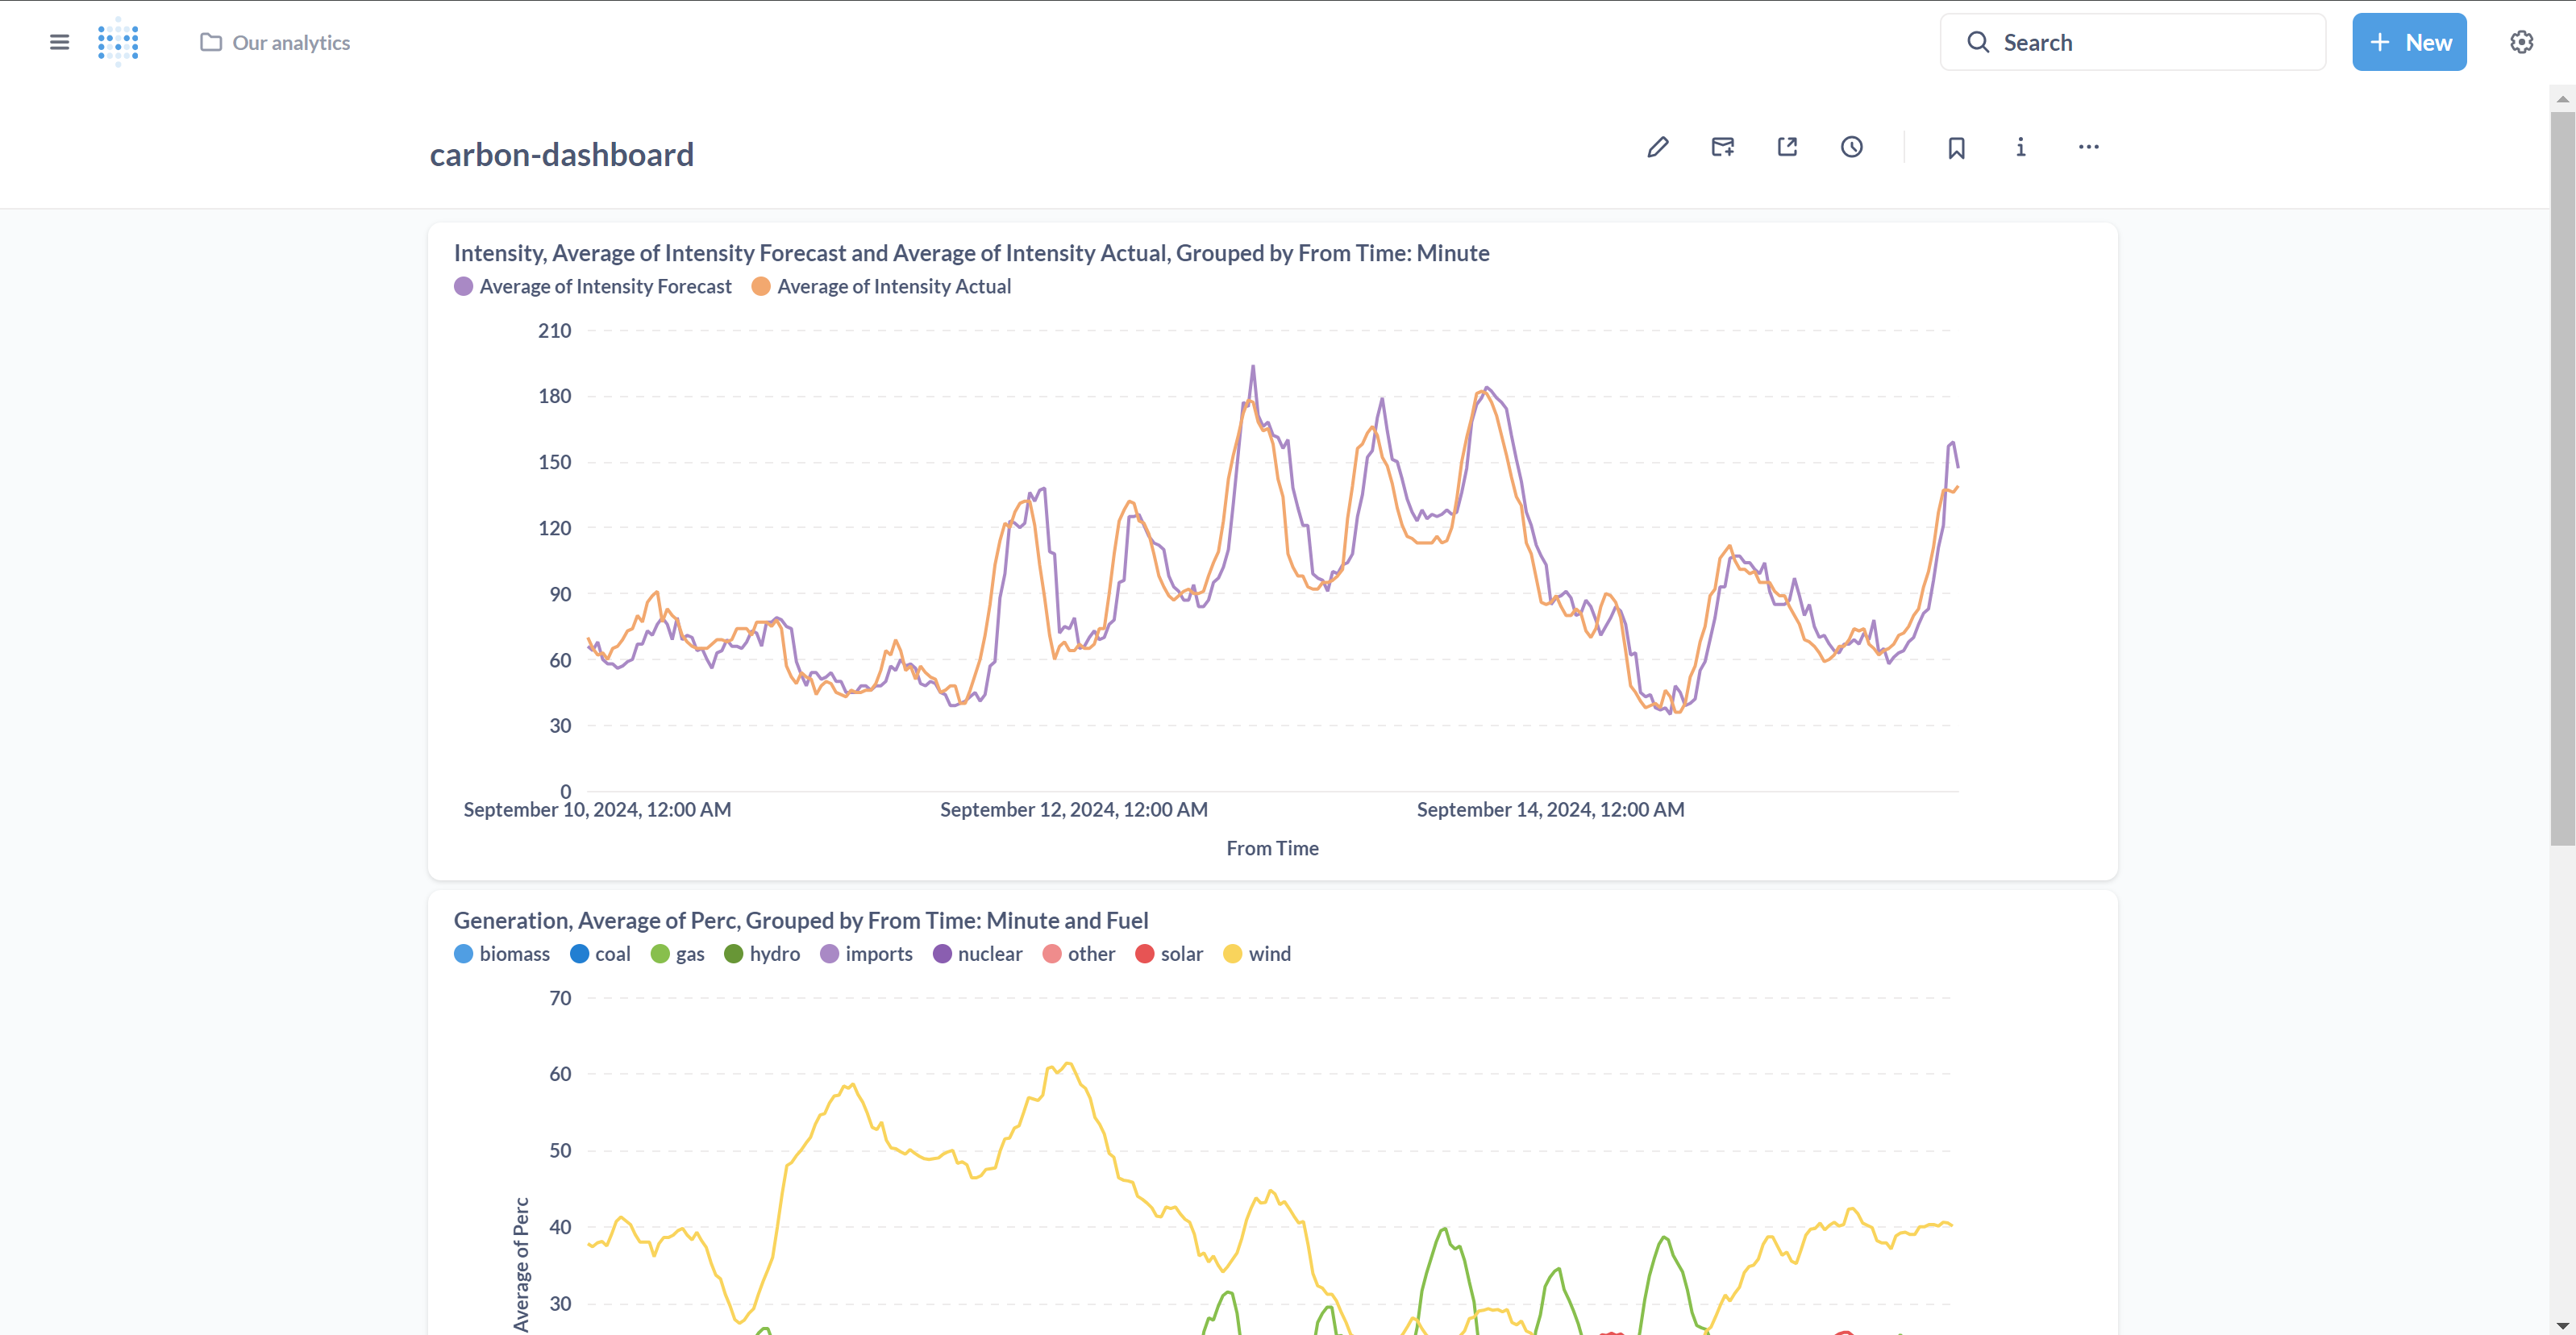 Our analytics
Search
New
carbon-dashboard
Intensity, Average of Intensity Forecast and Average of Intensity Actual, Grouped by From Time: Minute
Average of Intensity Forecast Average of Intensity Actual
210
180
150
120
90
60
30
0
September 10, 2024, 12:00 AM September 12, 2024, 12:00 AM September 14, 2024, 12:00 AM
From Time
Generation, Average of Perc, Grouped by From Time: Minute and Fuel
biomass coal gas hydro imports nuclear other solar wind
70
60
50
40
30
Average of Perc